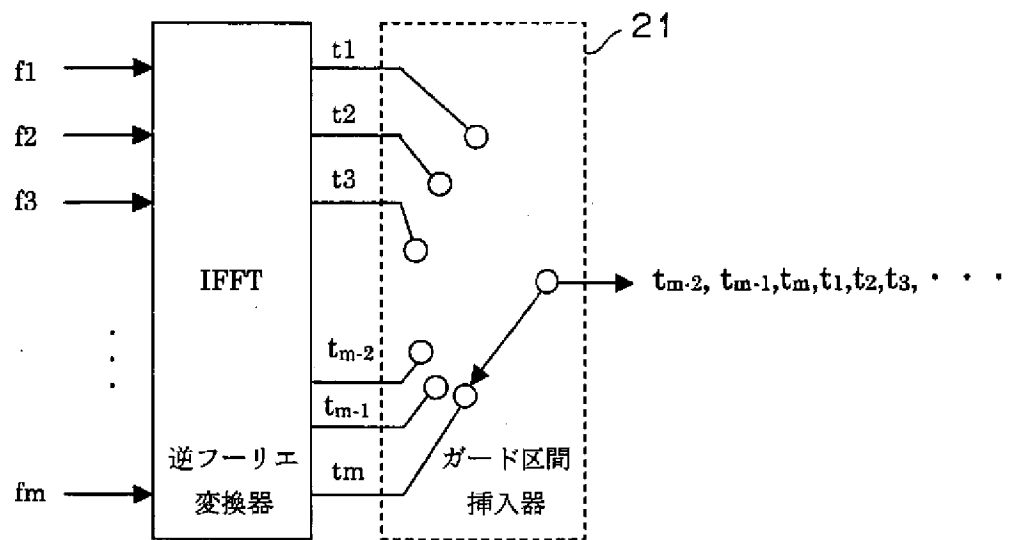 21
f1
t1
f2
t2
f3
t3
IFFT
tm-2, tm-1,tm,t1,t2,t3,・・・
tm-2
tm-1
逆フーリエ
変換器
tm
ガード区間
挿入器
fm